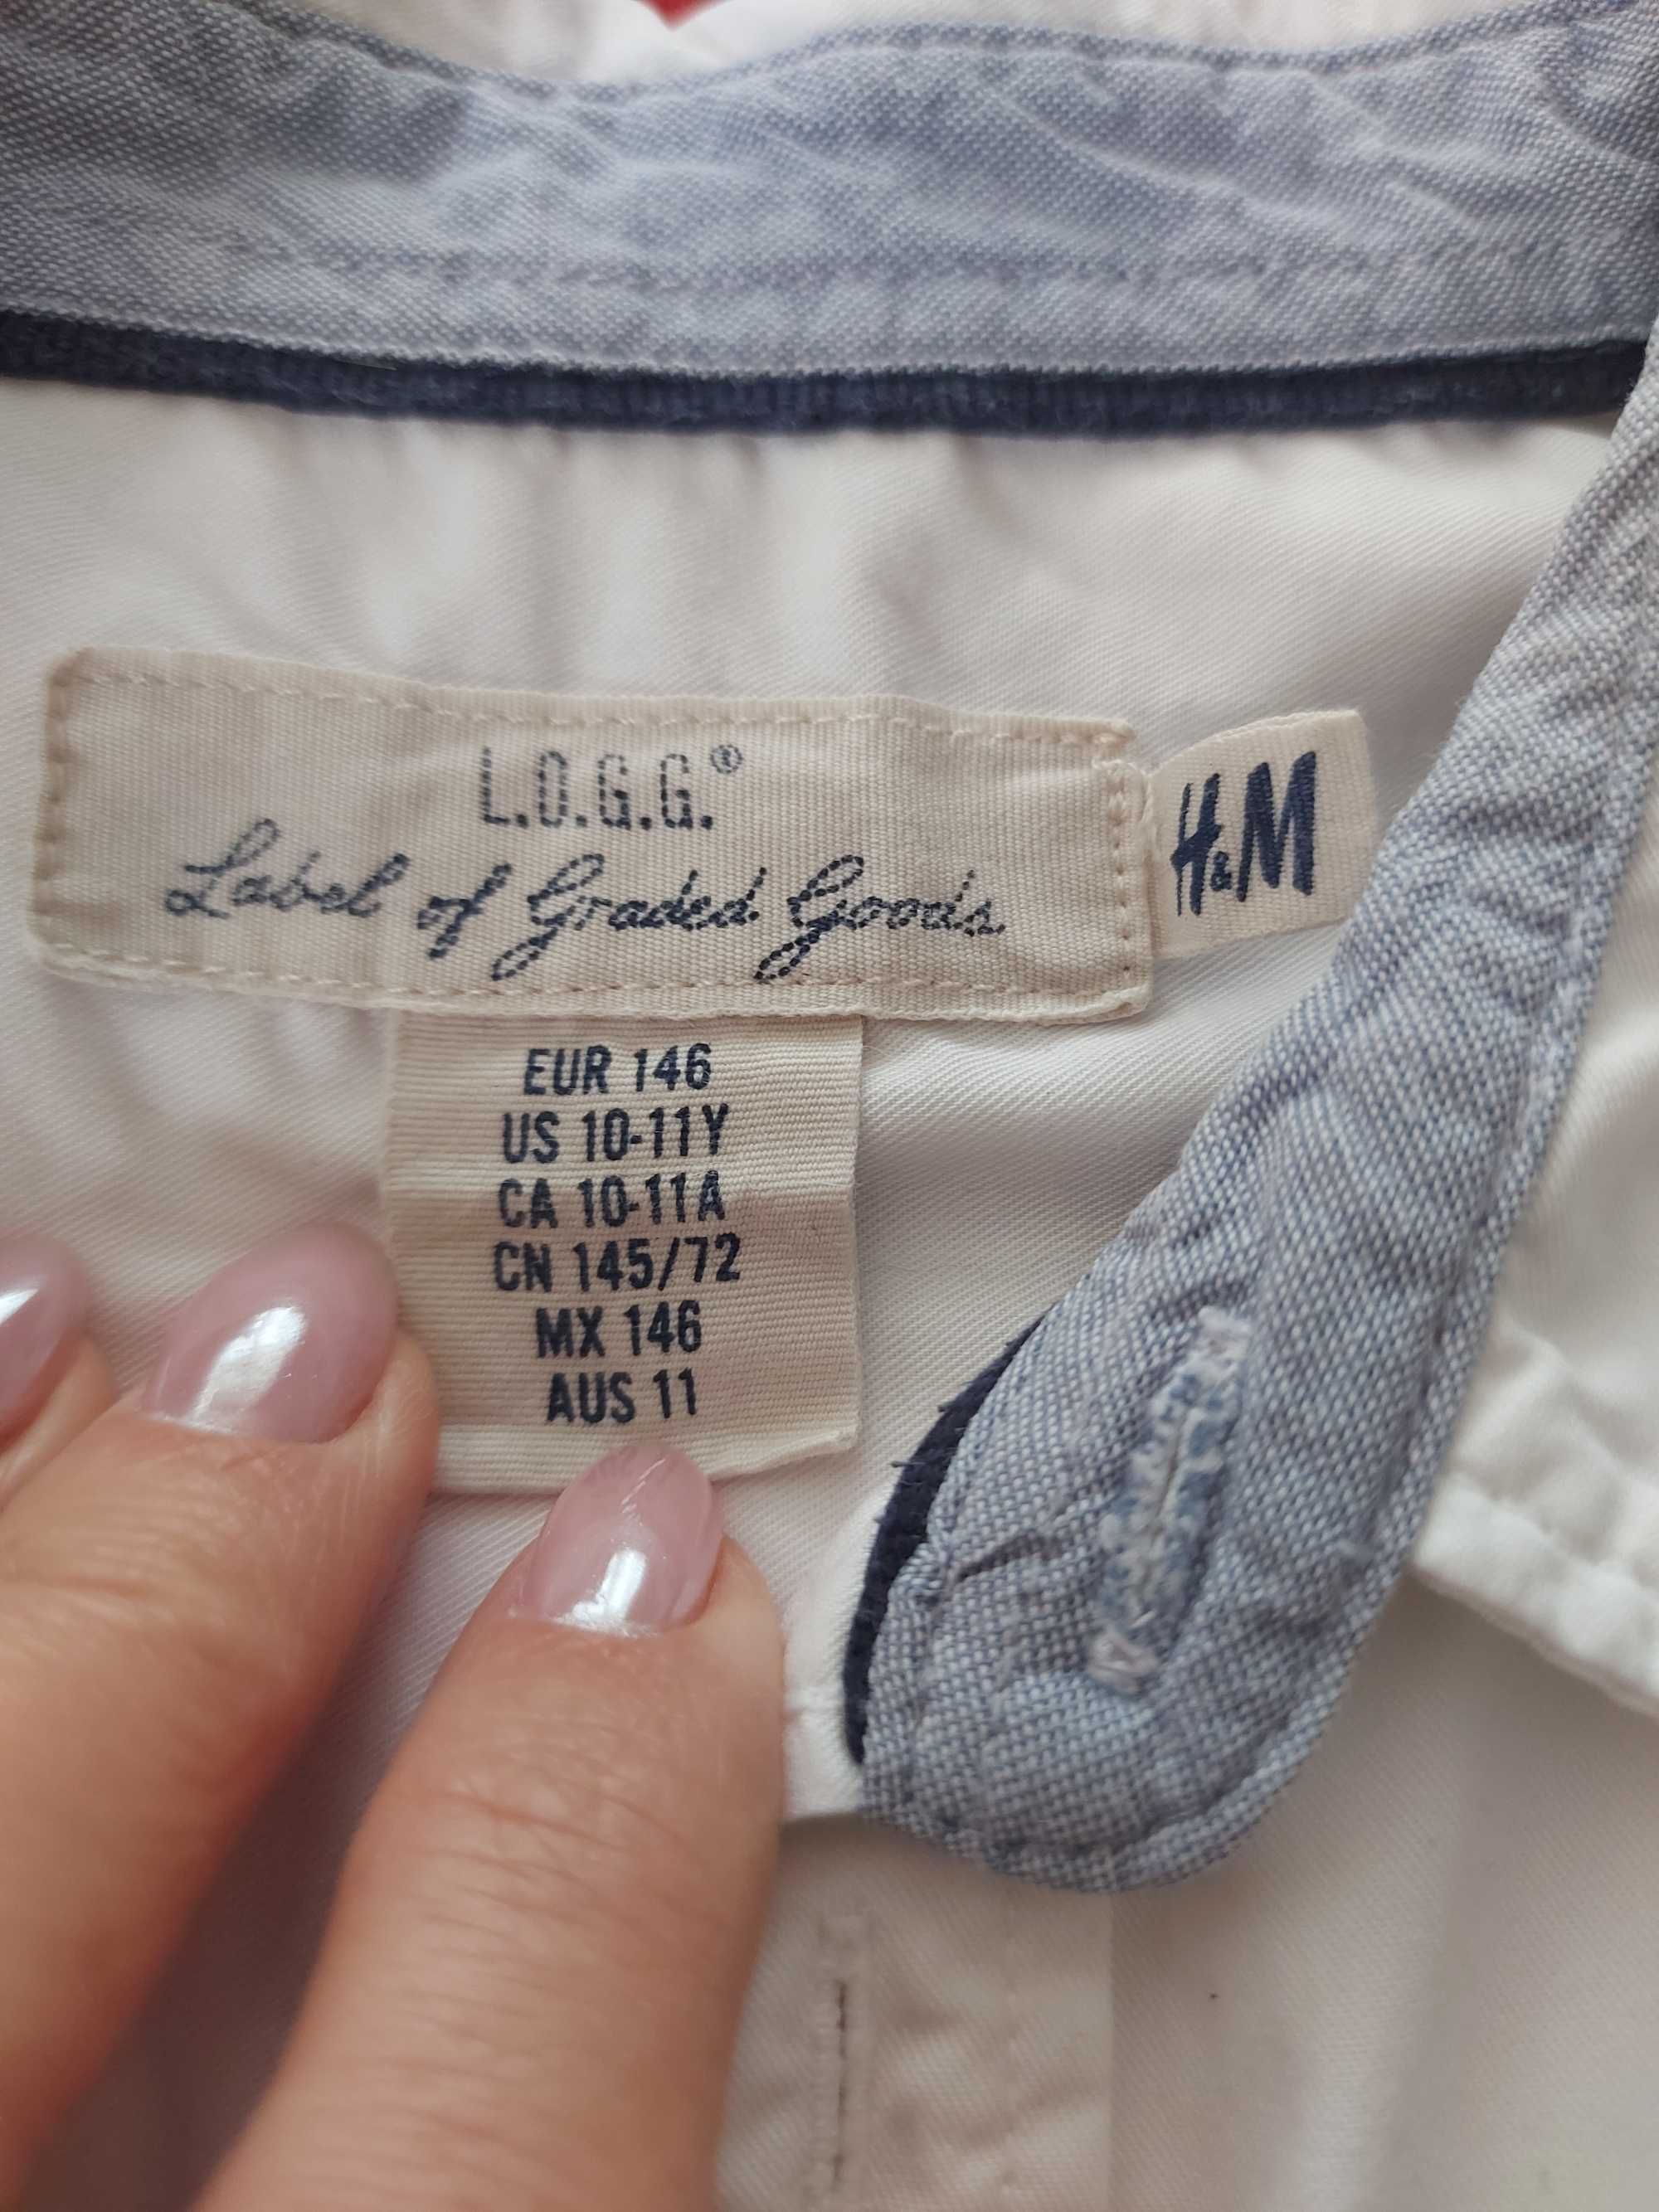 L.O.G.G.®
Label of Graded Goods.
H&M
EUR 146
US 10-11Y
CA 10-11A
CN 145/72
MX 146
AUS 11